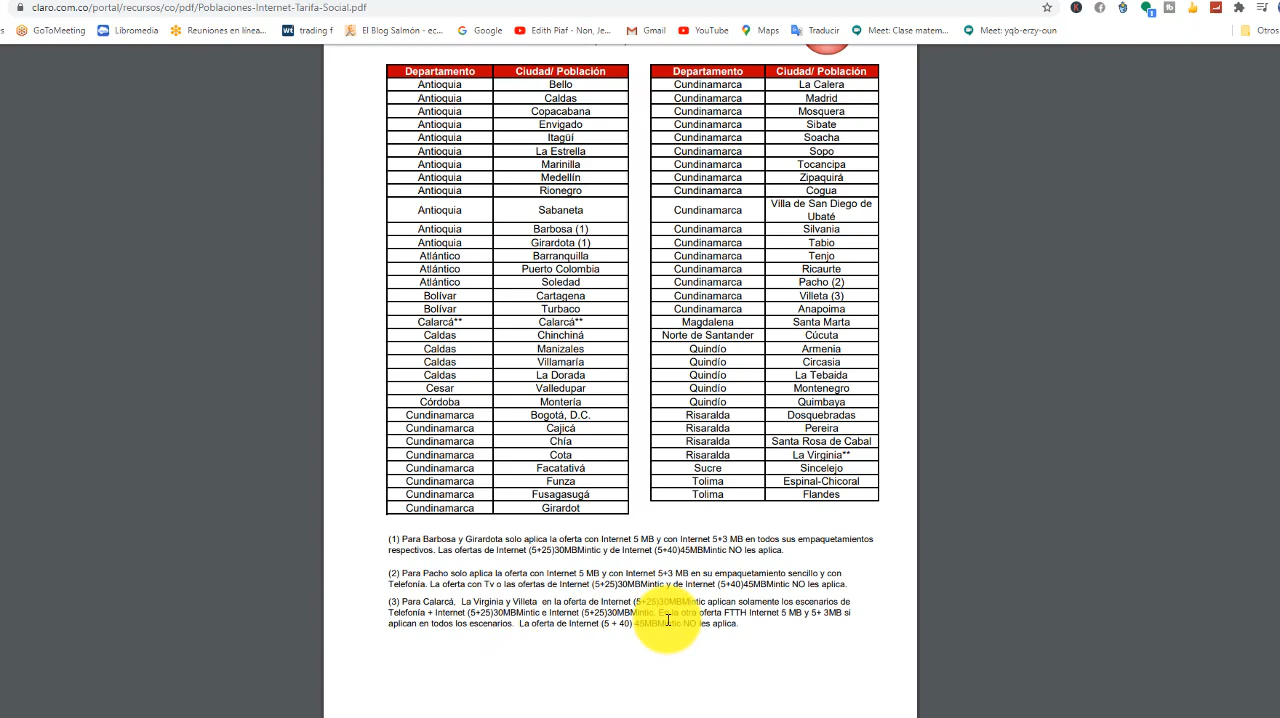 claro.com.co/portal/recursos/co/pdf/Poblaciones-Internet-Tarifa-Social.pdf
GoToMeeting Libromedia Reuniones en línea... trading f El Blog Salmón - ec... Edith Piaf - Non, Je... Gmail YouTube Maps Traducir Meet: Clase matem... Meet: yqb-erzy-oun Otros
Departamento Ciudad/ Población Departamento Ciudad/ Población
Antioquia Bello Cundinamarca La Calera
Antioquia Caldas Cundinamarca Madrid
Antioquia Copacabana Cundinamarca Mosquera
Antioquia Envigado Cundinamarca Sibate
Antioquia Itagüí Cundinamarca Soacha
Antioquia La Estrella Cundinamarca Sopo
Antioquia Marinilla Cundinamarca Tocancipa
Antioquia Medellín Cundinamarca Zipaquirá
Antioquia Rionegro Cundinamarca Cogua
Antioquia Sabaneta Cundinamarca Villa de San Diego de
Ubaté
Antioquia Barbosa (1) Cundinamarca Silvania
Antioquia Girardota (1) Cundinamarca Tabio
Atlántico Barranquilla Cundinamarca Tenjo
Atlántico Puerto Colombia Cundinamarca Ricaurte
Atlántico Soledad Cundinamarca Pacho (2)
Bolívar Cartagena Cundinamarca Villeta (3)
Bolívar Turbaco Cundinamarca Anapoima
Calarcá** Calarcá** Magdalena Santa Marta
Caldas Chinchiná Norte de Santander Cúcuta
Caldas Manizales Quindío Armenia
Caldas Villamaría Quindío Circasia
Caldas La Dorada Quindío La Tebaida
Cesar Valledupar Quindío Montenegro
Córdoba Montería Quindío Quimbaya
Cundinamarca Bogotá, D.C. Risaralda Dosquebradas
Cundinamarca Cajicá Risaralda Pereira
Cundinamarca Chía Risaralda Santa Rosa de Cabal
Cundinamarca Cota Risaralda La Virginia**
Cundinamarca Facatativá Sucre Sincelejo
Cundinamarca Funza Tolima Espinal-Chicoral
Cundinamarca Fusagasugá Tolima Flandes
Cundinamarca Girardot
(1) Para Barbosa y Girardota solo aplica la oferta con Internet 5 MB y con Internet 5+3 MB en todos sus empaquetamientos
respectivos. Las ofertas de Internet (5+25)30MBMintic y de Internet (5+40)45MBMintic NO les aplica.
(2) Para Pacho solo aplica la oferta con Internet 5 MB y con Internet 5+3 MB en su empaquetamiento sencillo y con
Telefonía. La oferta con Tv o las ofertas de Internet (5+25)30MBMintic y de Internet (5+40)45MBMintic NO les aplica.
(3) Para Calarcá, La Virginia y Villeta en la oferta de Internet (5+25)30MBMintic aplican solamente los escenarios de
Telefonía + Internet (5+25)30MBMintic e Internet (5+25)30MBMintic. En la otra oferta FTTH Internet 5 MB y 5+ 3MB si
aplican en todos los escenarios. La oferta de Internet (5 + 40) 45MBMintic NO les aplica.